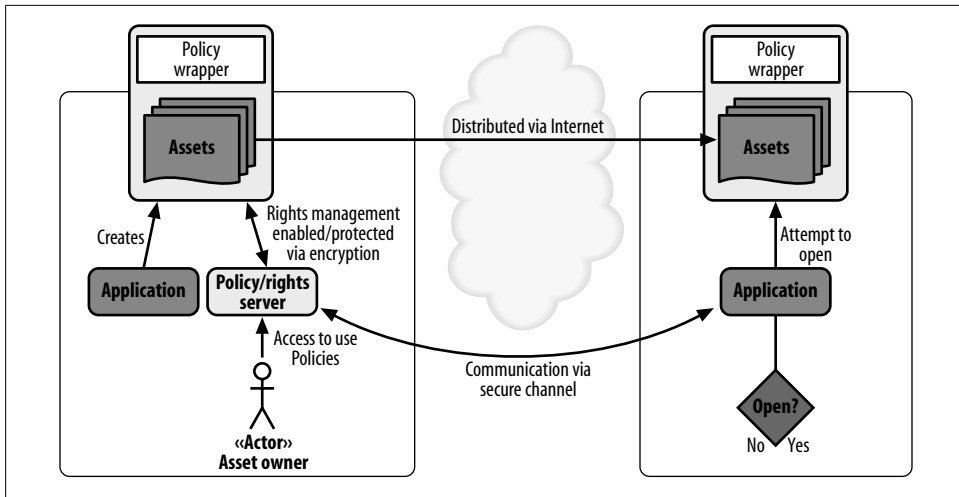 Policy
wrapper
Assets
Policy
wrapper
Assets
Distributed via Internet
Creates
Rights management
enabled/protected
via encryption
Attempt to
open
Application
Policy/rights
server
Application
Access to use
Policies
Communication via
secure channel
Open?
No Yes
«Actor»
Asset owner